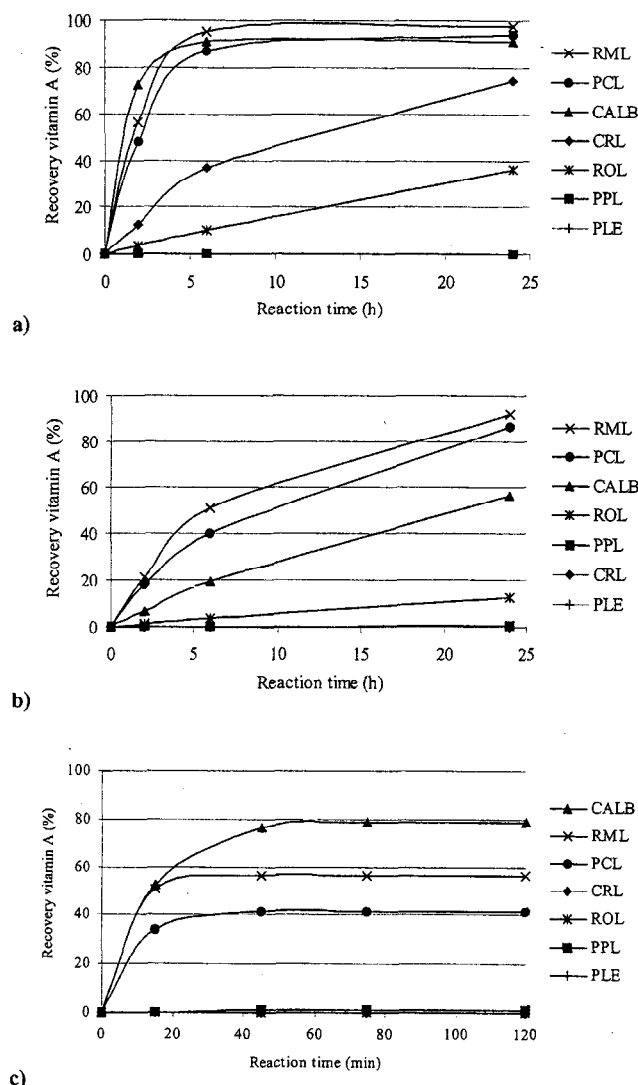 100
80
60
40
20
0
Recovery vitamin A (%)
0 5 10 15 20 25
Reaction time (h)
RML
PCL
CALB
CRL
ROL
PPL
PLE
a)
100
80
60
40
20
0
Recovery vitamin A (%)
0 5 10 15 20 25
Reaction time (h)
RML
PCL
CALB
ROL
PPL
CRL
PLE
b)
100
80
60
40
20
0
Recovery vitamin A (%)
0 20 40 60 80 100 120
Reaction time (min)
CALB
RML
PCL
CRL
ROL
PPL
PLE
c)